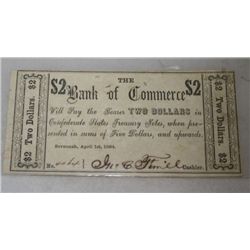 THE
$2 Bank of Commerce $2
Will Pay the Bearer TWO DOLLARS in
Confederate States Treasury Notes, when pre-
sented in sums of Five Dollars, and upwards.
Savannah, April 1st, 1864.
No. Cashier.
$2 Two Dollars. $2
$2 Two Dollars. $2